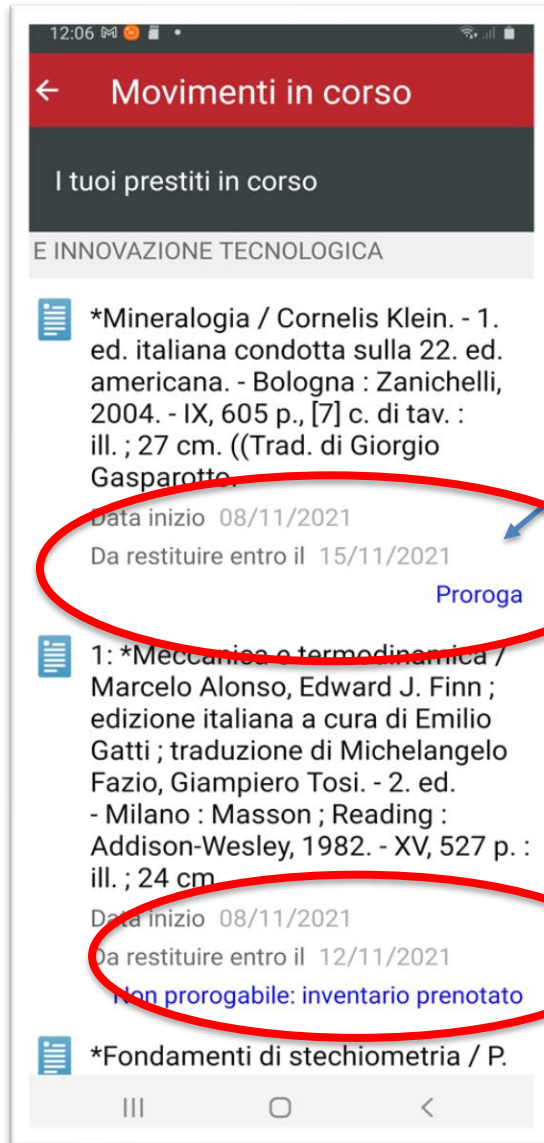 12:06
Movimenti in corso
I tuoi prestiti in corso
E INNOVAZIONE TECNOLOGICA
*Mineralogia / Cornelis Klein. - 1.
ed. italiana condotta sulla 22. ed.
americana. - Bologna : Zanichelli,
2004. - IX, 605 p., [7] c. di tav. :
ill. ; 27 cm. ((Trad. di Giorgio
Gasparotto.
Data inizio 08/11/2021
Da restituire entro il 15/11/2021
Proroga
1: *Meccanica e termodinamica /
Marcelo Alonso, Edward J. Finn ;
edizione italiana a cura di Emilio
Gatti ; traduzione di Michelangelo
Fazio, Giampiero Tosi. - 2. ed.
- Milano : Masson ; Reading :
Addison-Wesley, 1982. - XV, 527 p. :
ill. ; 24 cm
Data inizio 08/11/2021
Da restituire entro il 12/11/2021
Non prorogabile: inventario prenotato
*Fondamenti di stechiometria / P.